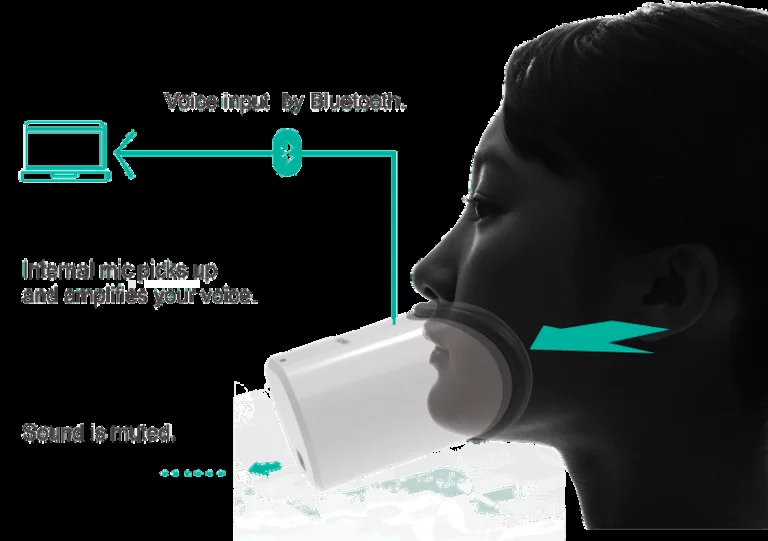 Voice input by Bluetooth.
Internal mic picks up
and amplifies your voice.
Sound is muted.